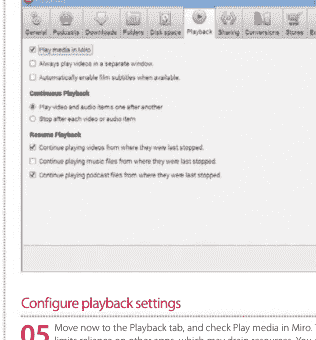 General Podcasts Downloads Folders Disk space Playback Sharing Conversions Stores
Play media in Miro.
Always play videos in a separate window.
Automatically enable film subtitles when available.
Continuous Playback
Play video and audio items one after another
Stop after each video or audio item
Resume Playback
Continue playing videos from where they were last stopped.
Continue playing music files from where they were last stopped.
Continue playing podcast files from where they were last stopped.
Configure playback settings
05 Move now to the Playback tab, and check Play media in Miro.
limits reliance on other apps, which may drain resources. You